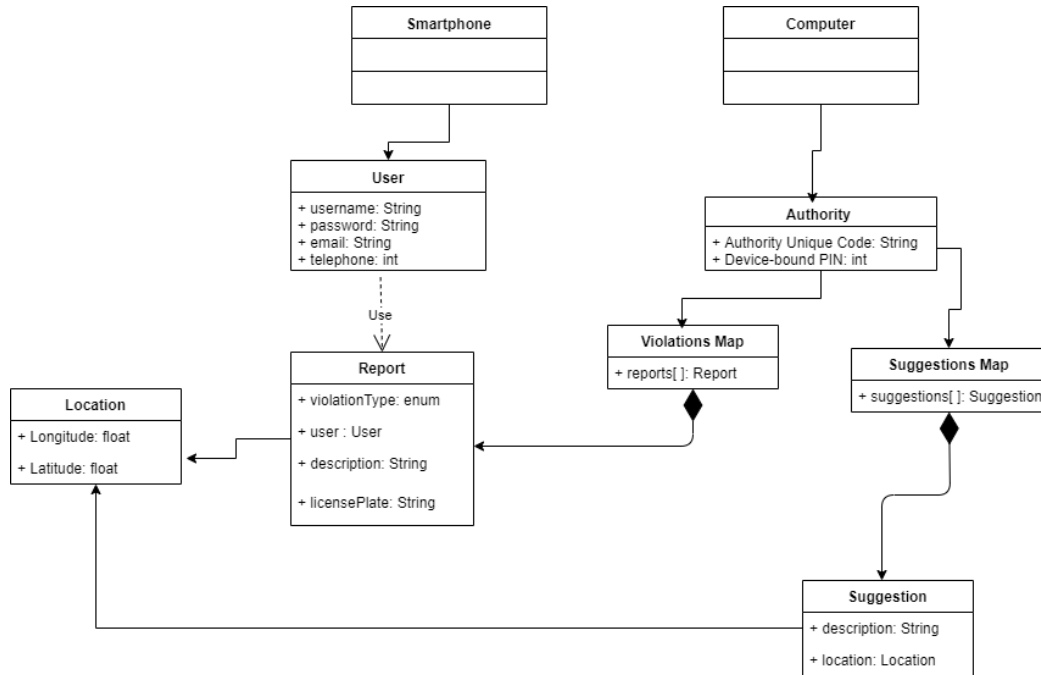 Smartphone
Computer
User
+ username: String
+ password: String
+ email: String
+ telephone: int
Authority
+ Authority Unique Code: String
+ Device-bound PIN: int
Use
Violations Map
+ reports[ ]: Report
Suggestions Map
+ suggestions[ ]: Suggestion
Report
+ violationType: enum
+ user : User
+ description: String
+ licensePlate: String
Location
+ Longitude: float
+ Latitude: float
Suggestion
+ description: String
+ location: Location